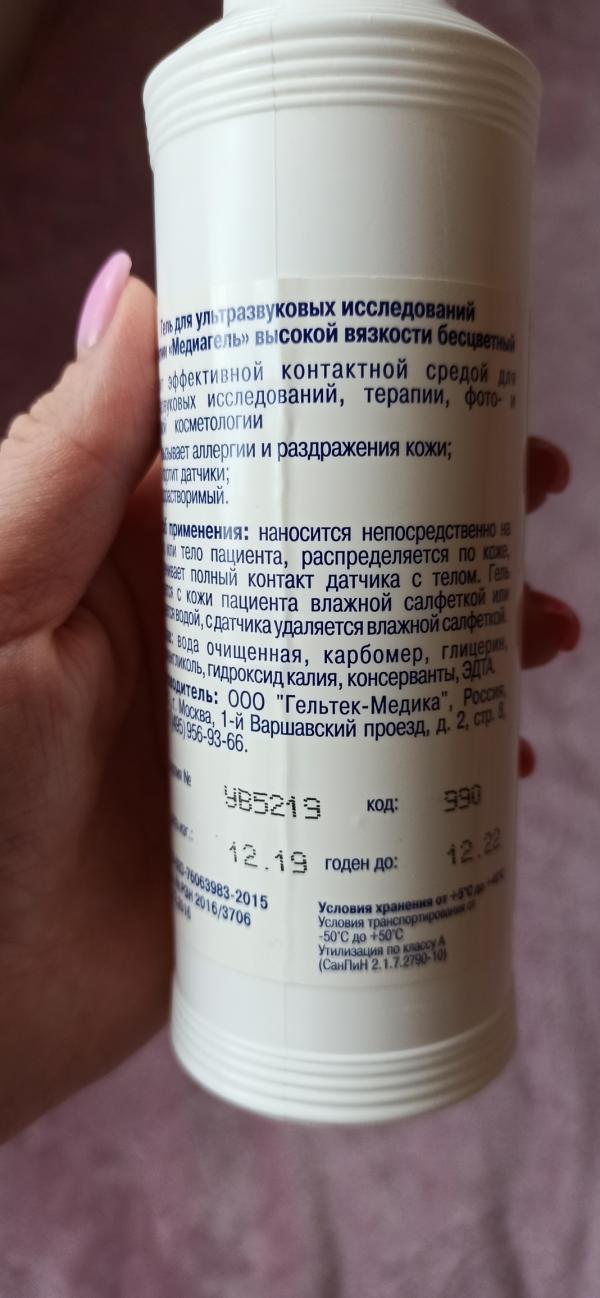 Гель для ультразвуковых исследований
«Медиагель» высокой вязкости бесцветный
эффективной контактной средой для
исследований, терапии, фото- и
косметологии
аллергии и раздражения кожи;
датчики;
применения: наносится непосредственно на
или тело пациента, распределяется по коже,
полный контакт датчика с телом. Гель
с кожи пациента влажной салфеткой или
водой, с датчика удаляется влажной салфеткой.
вода очищенная, карбомер, глицерин,
гидроксид калия, консерванты, ЭДТА.
ООО "Гельтек-Медика", Россия,
г. Москва, 1-й Варшавский проезд, д. 2, стр. 8,
956-93-66.
№ УВ5219 код: 990
12.19 годен до: 12.22
76063983-2015
2016/3706
Условия хранения от +5°С до
Условия транспортирования от
-50°С до +50°С
Утилизация по классу А
(СанПиН 2.1.7.2790-10)